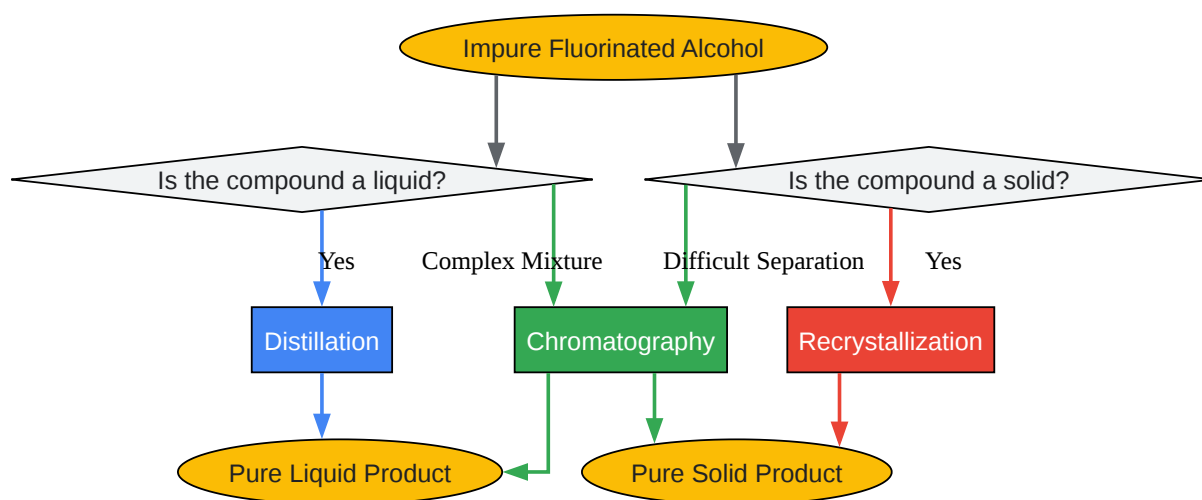 Impure Fluorinated Alcohol
Is the compound a liquid?
Is the compound a solid?
Yes
Complex Mixture
Difficult Separation
Yes
Distillation
Chromatography
Recrystallization
Pure Liquid Product
Pure Solid Product